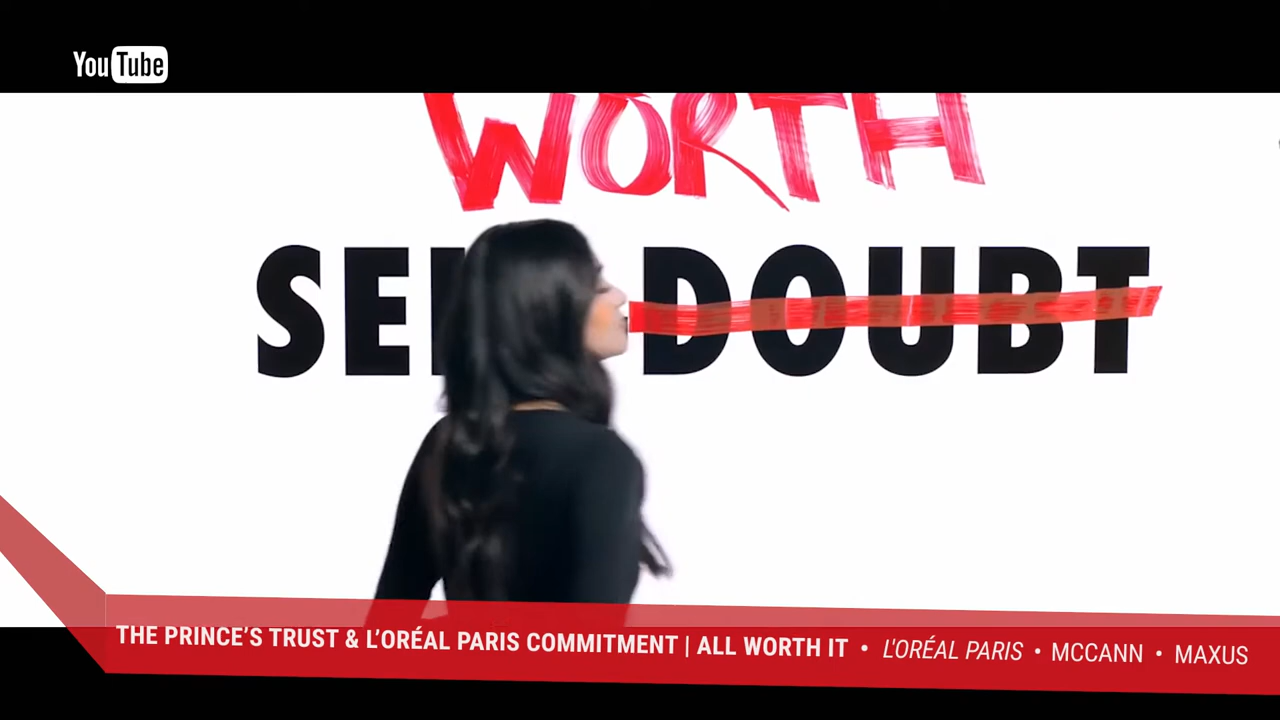 YouTube
WORTH
SEL DOUBT
THE PRINCE'S TRUST & L'ORÉAL PARIS COMMITMENT | ALL WORTH IT • L'ORÉAL PARIS • MCCANN • MAXUS